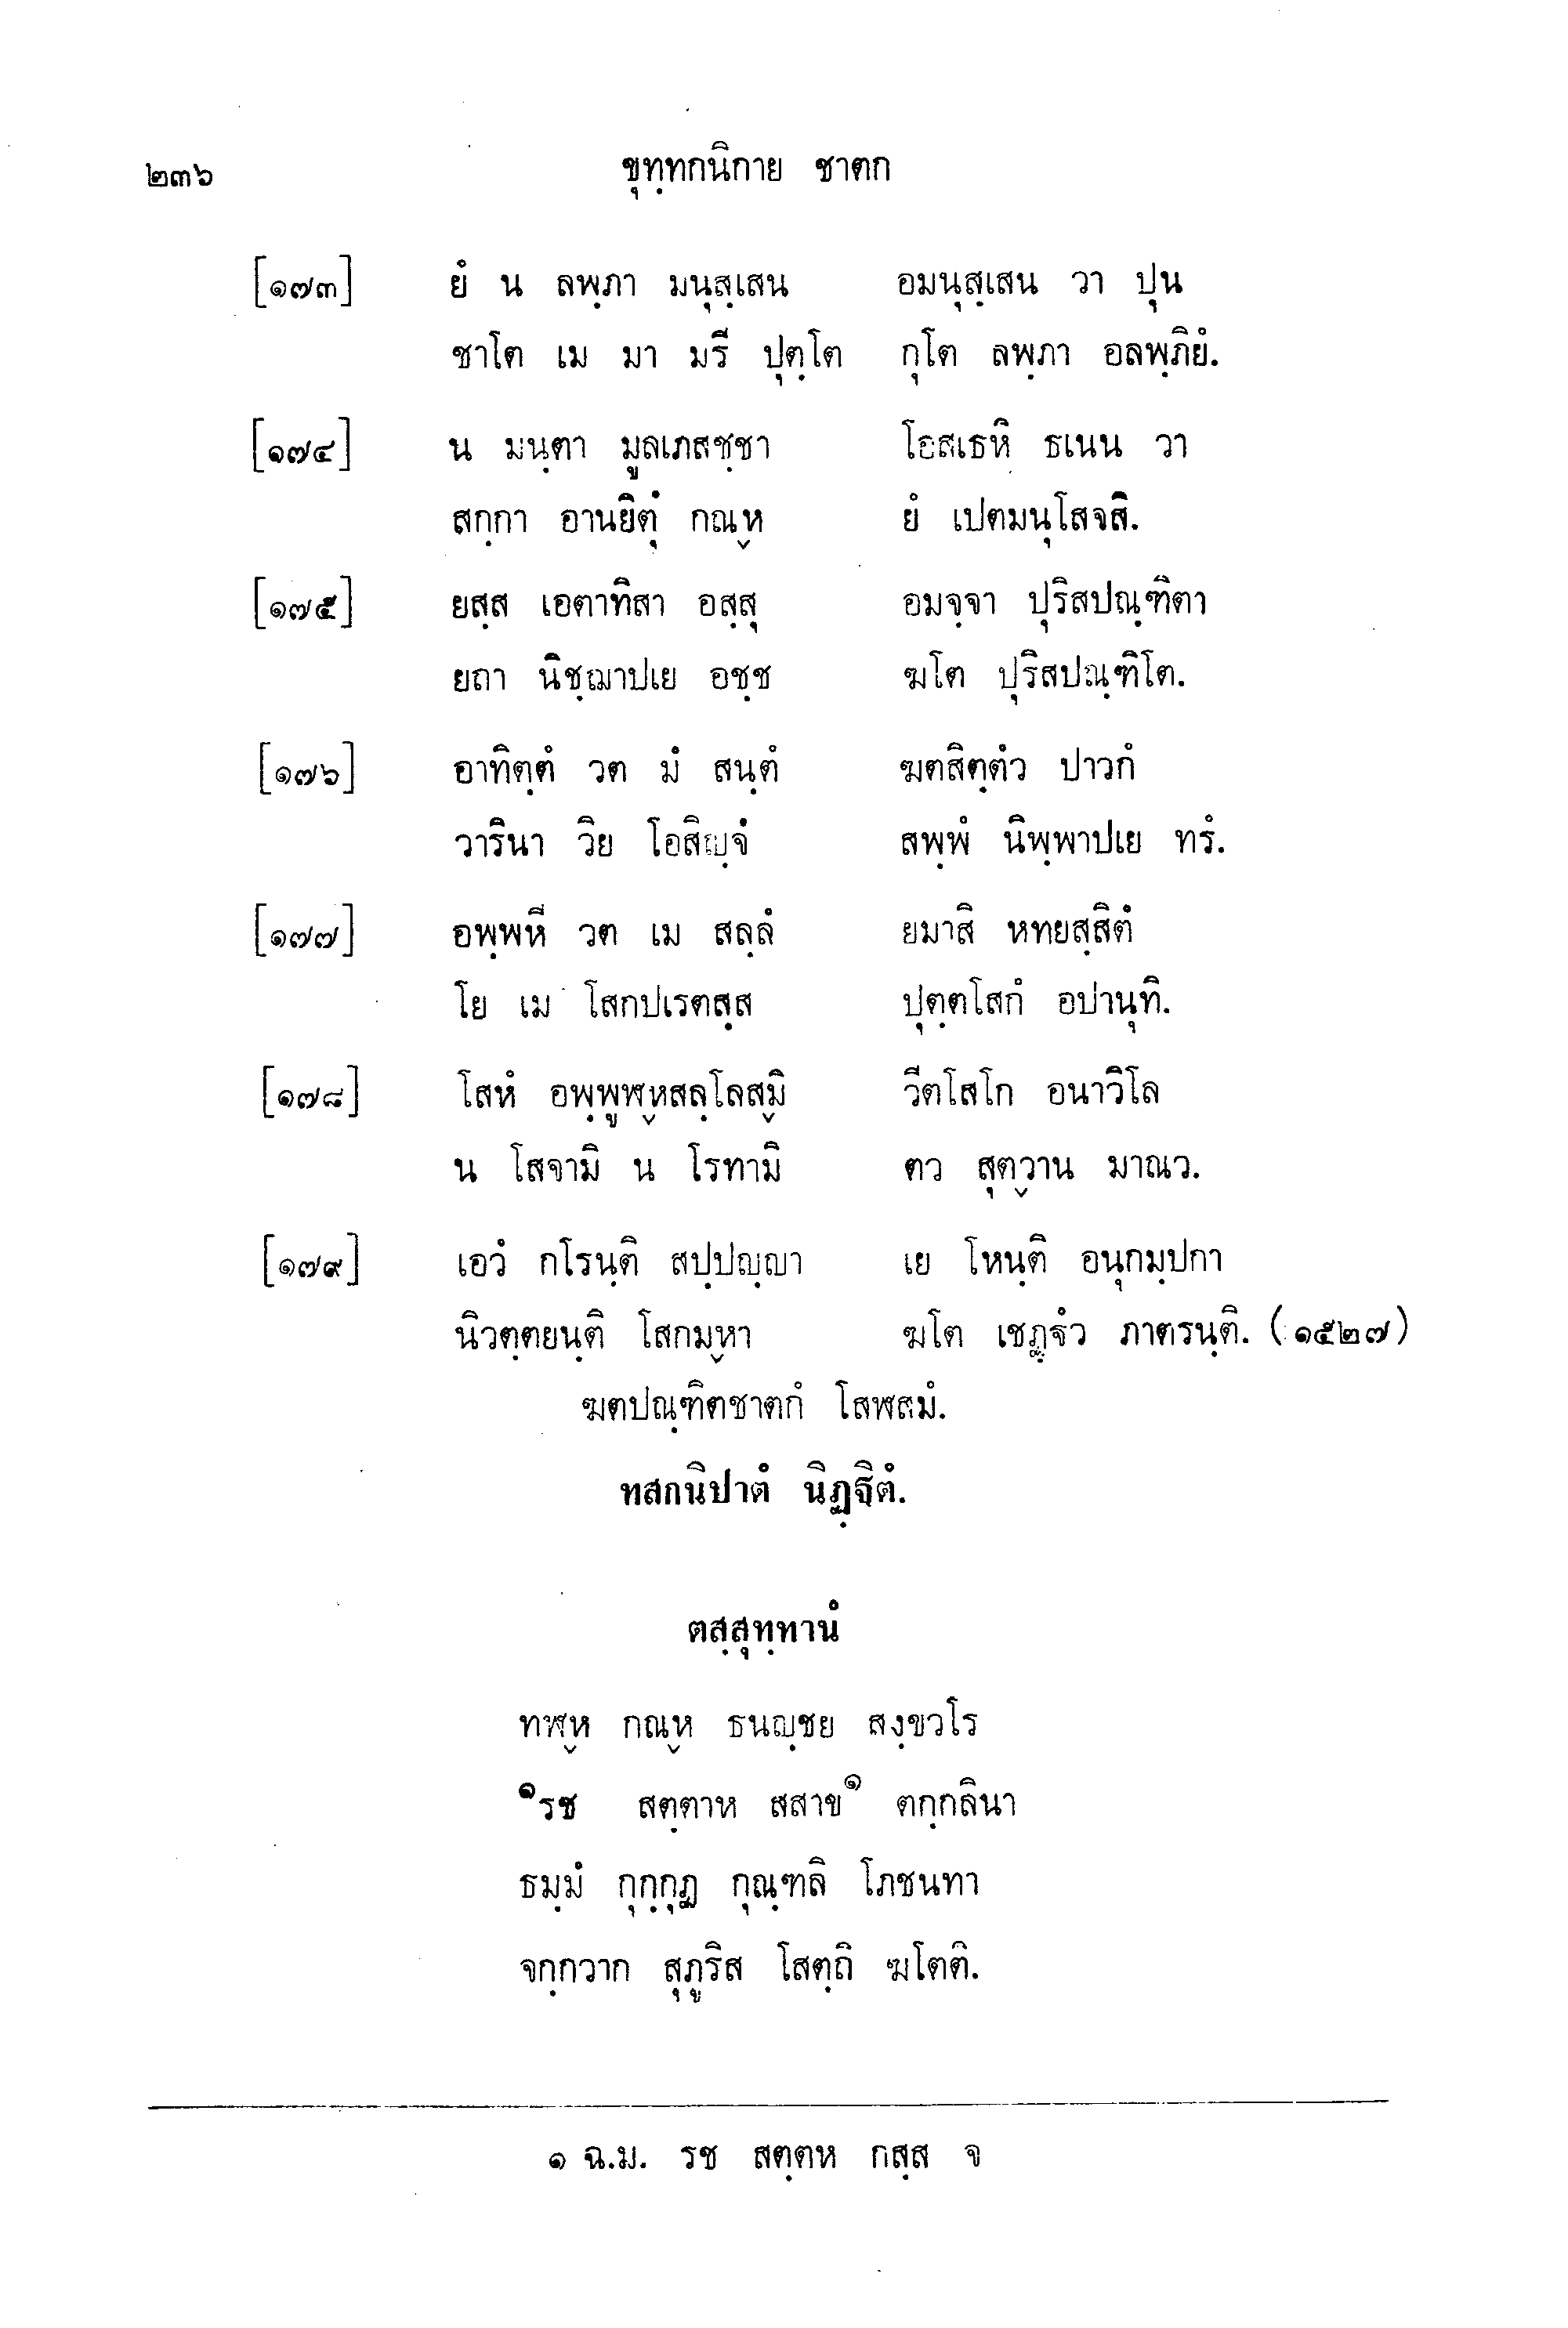 ๒๓๖ ขุทฺทกนิกาย ชาตก
[๑๗๓] ยํ น ลพฺภา มนุสฺเสน อมนุสฺเสน วา ปุน
ชาโต เม มา มรี ปุตฺโต กุโต ลพฺภา อลพฺภิยํ.
[๑๗๔] น มนฺตา มูลเภสชฺชา โอสเธหิ ธเนน วา
สกฺกา อานยิตุํ กณฺห ยํ เปตมนุโสจสิ.
[๑๗๕] ยสฺส เอตาทิสา อสฺสุ อมจฺจา ปุริสปณฺฑิตา
ยถา นิชฺฌาปเย อชฺช ฆโต ปุริสปณฺฑิโต.
[๑๗๖] อาทิตฺตํ วต มํ สนฺตํ ฆตสิตฺตํว ปาวกํ
วารินา วิย โอสิญฺจํ สพฺพํ นิพฺพาปเย ทรํ.
[๑๗๗] อพฺพหิ วต เม สลฺลํ ยมาสิ หทยสฺสิตํ
โย เม โสกปเรตสฺส ปุตฺตโสกํ อปานุทิ.
[๑๗๘] โสหํ อพฺพูฬฺหสลฺโลสฺมิ วีตโสโก อนาวิโล
น โสจามิ น โรทามิ ตว สุตฺวาน มาณว.
[๑๗๙] เอวํ กโรนฺติ สปฺปญฺญา เย โหนฺติ อนุกมฺปกา
นิวตฺตยนฺติ โสกมฺหา ฆโต เชฏฺฐํว ภาตรนฺติ. (๑๕๒๗)
ฆตปณฺฑิตชาตกํ โสฬสมํ.
ทสกนิปาตํ นิฏฺฐิตํ.
ตสฺสุทฺทานํ
ทฬฺห กณฺห ธนญฺชย สงฺขวโร
๑รช สตฺตาห สสาข๑ ตกฺกลินา
ธมฺมํ กุกฺกุฏ กุณฺฑลิ โภชนทา
จกฺกวาก สุภูริส โสตฺถิ ฆโตติ.
๑ ฉ.ม. รช สตฺตห กสฺส จ